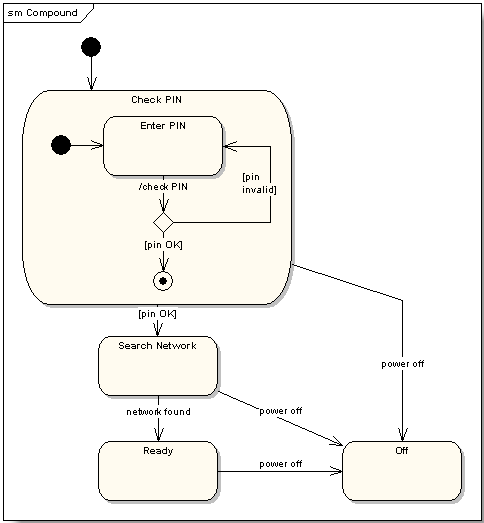 sm Compound
Check PIN
Enter PIN
/check PIN
[pin
invalid]
[pin OK]
[pin OK]
Search Network
power off
network found
power off
Ready
Off
power off